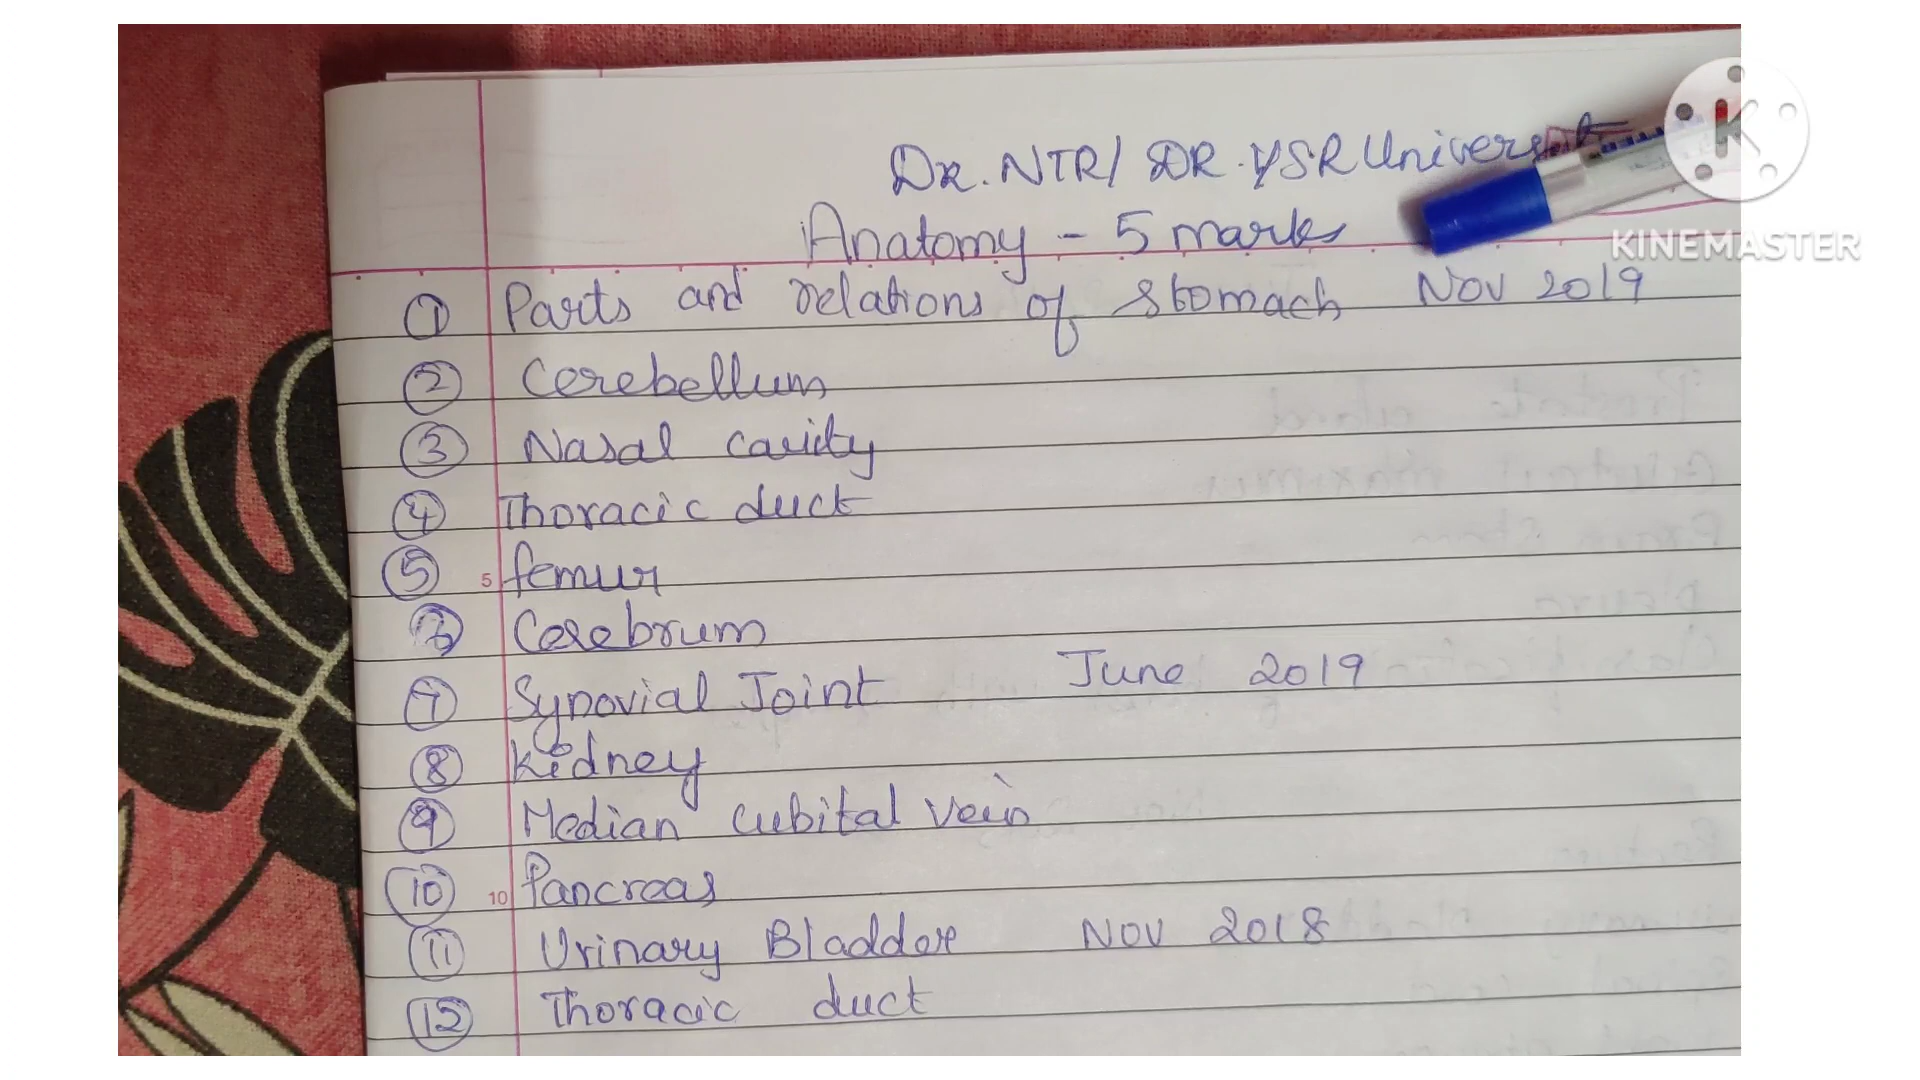 Dr. NTR/ DR. YSR University
Anatomy - 5 marks
① Parts and relations of stomach Nov 2019
② Cerebellum
③ Nasal cavity
④ Thoracic duct
⑤ 5 femur
⑥ Cerebrum
⑦ Synovial Joint June 2019
⑧ Kidney
⑨ Median cubital vein
⑩ 10 Pancreas
⑪ Urinary Bladder Nov 2018
⑫ Thoracic duct
K
KINEMASTER